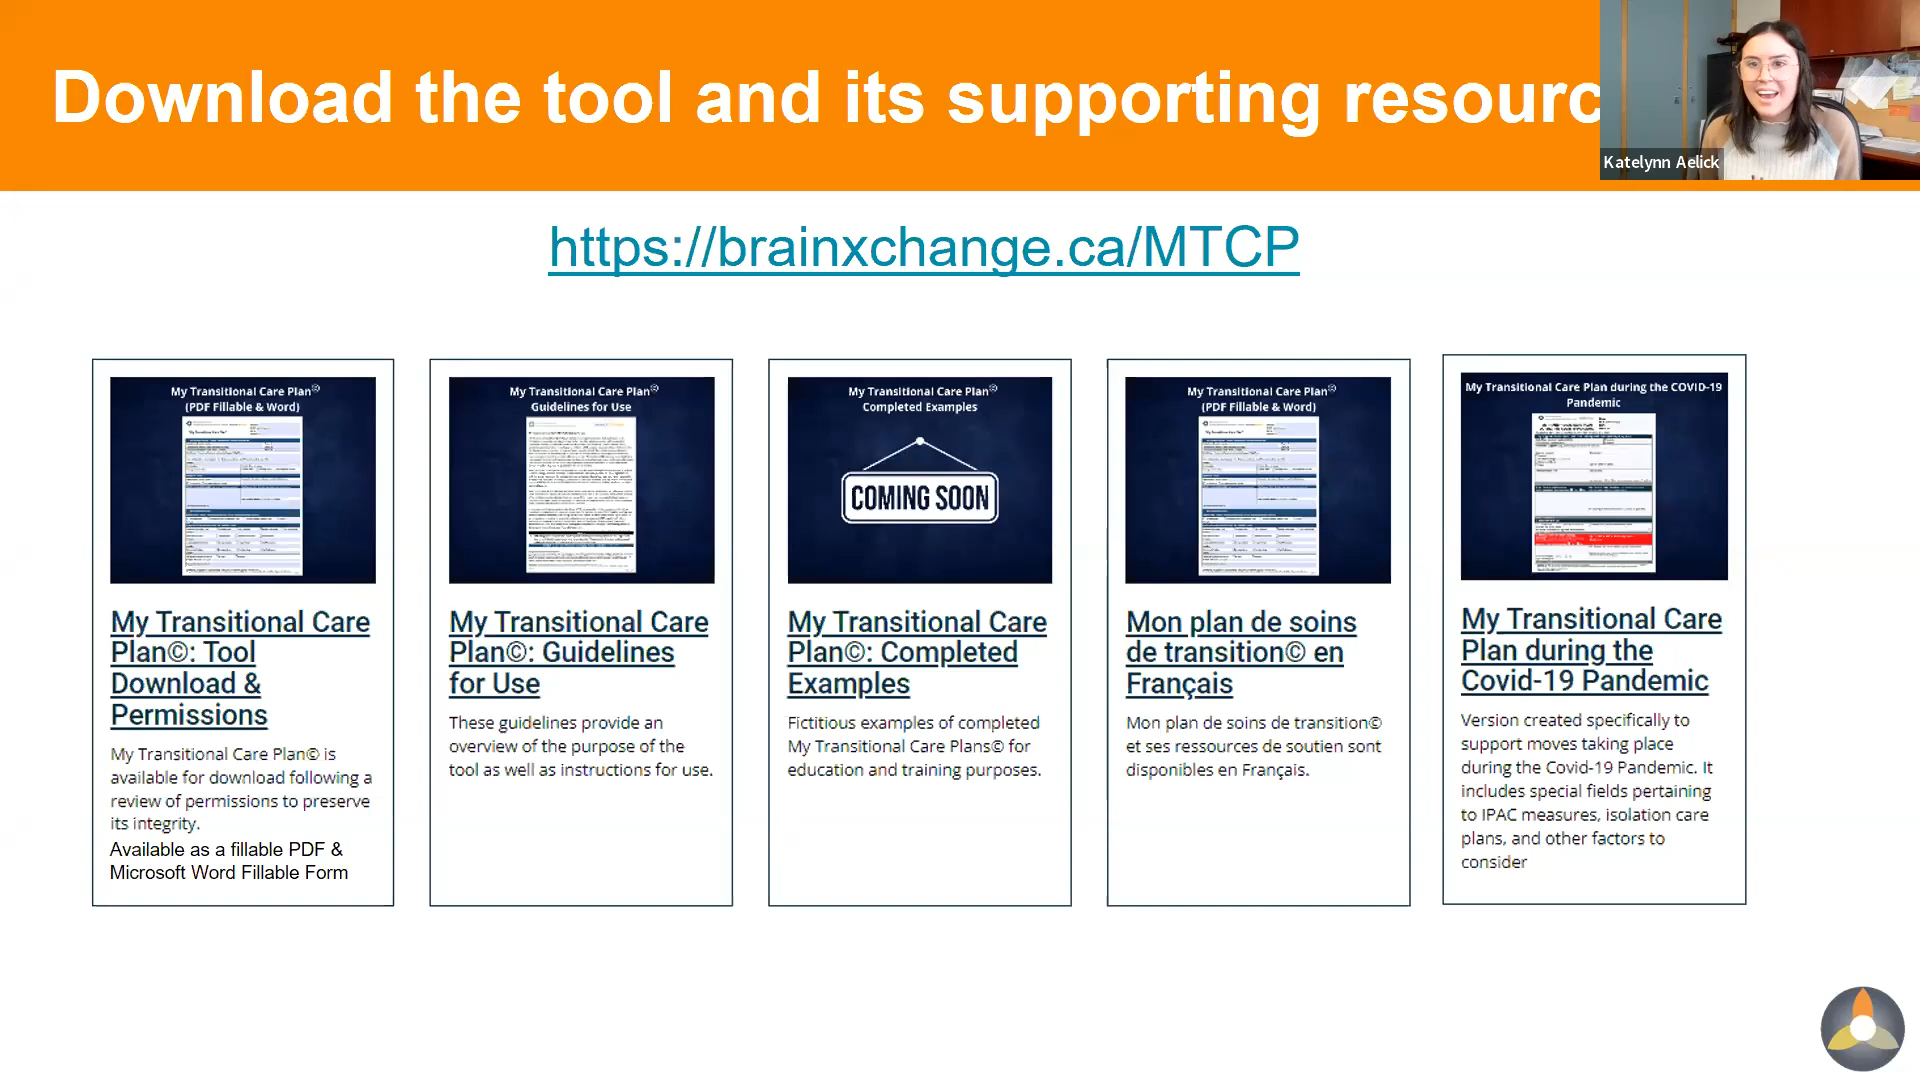 Download the tool and its supporting resourc
Katelynn Aelick
https://brainxchange.ca/MTCP
My Transitional Care Plan©
(PDF Fillable & Word)
My Transitional Care
Plan©: Tool
Download &
Permissions
My Transitional Care Plan© is
available for download following a
review of permissions to preserve
its integrity.
Available as a fillable PDF &
Microsoft Word Fillable Form
My Transitional Care Plan©
Guidelines for Use
My Transitional Care
Plan©: Guidelines
for Use
These guidelines provide an
overview of the purpose of the
tool as well as instructions for use.
My Transitional Care Plan©
Completed Examples
COMING SOON
My Transitional Care
Plan©: Completed
Examples
Fictitious examples of completed
My Transitional Care Plans© for
education and training purposes.
My Transitional Care Plan©
(PDF Fillable & Word)
Mon plan de soins
de transition© en
Français
Mon plan de soins de transition©
et ses ressources de soutien sont
disponibles en Français.
My Transitional Care Plan during the COVID-19
Pandemic
My Transitional Care
Plan during the
Covid-19 Pandemic
Version created specifically to
support moves taking place
during the Covid-19 Pandemic. It
includes special fields pertaining
to IPAC measures, isolation care
plans, and other factors to
consider